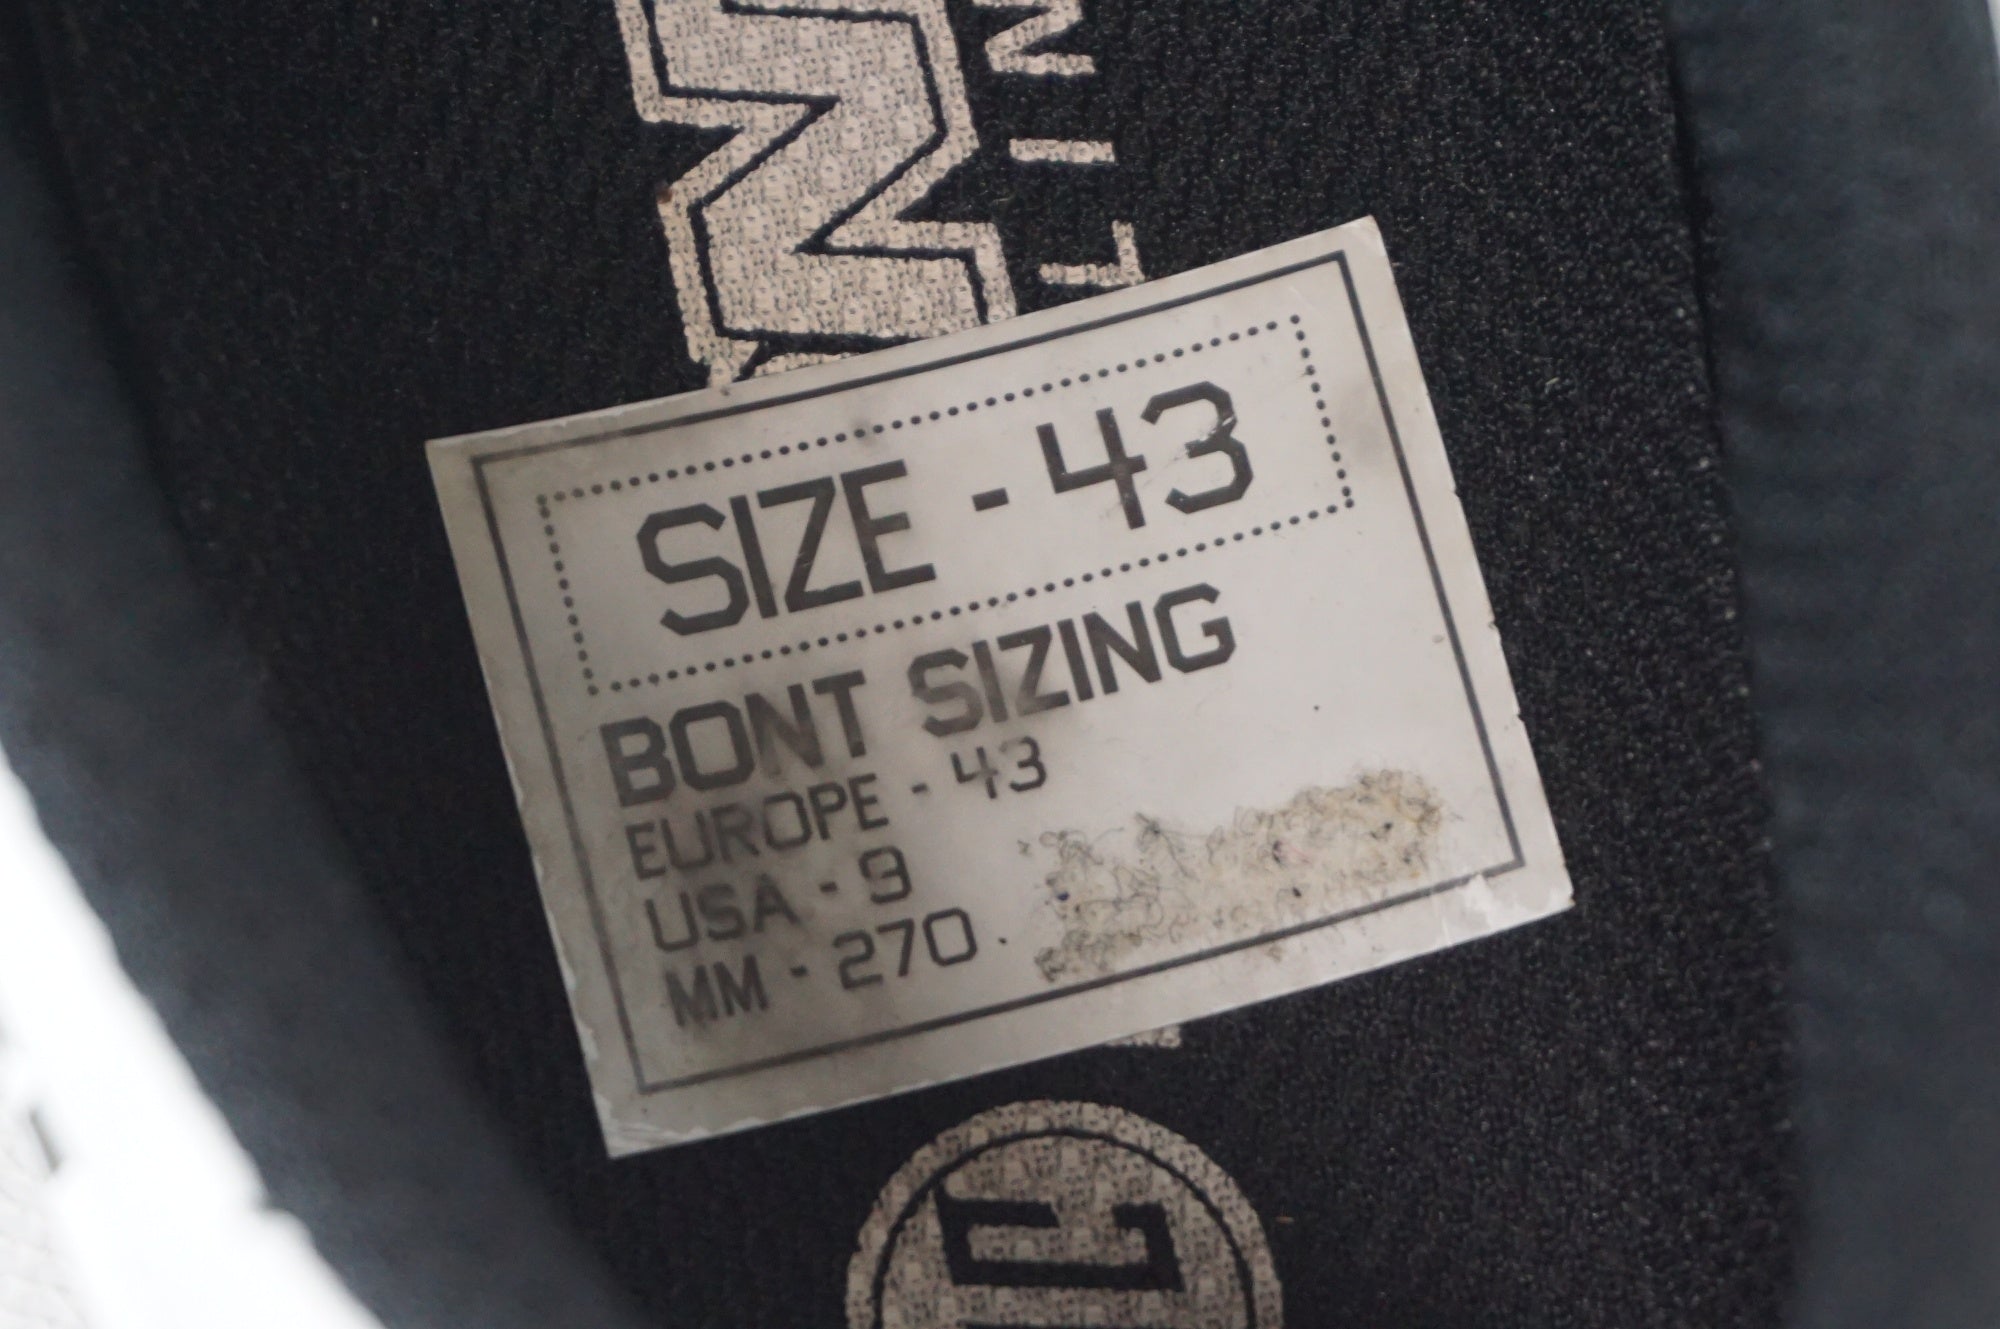 SIZE - 43
BONT SIZING
EUROPE - 43
USA - 9
MM - 270